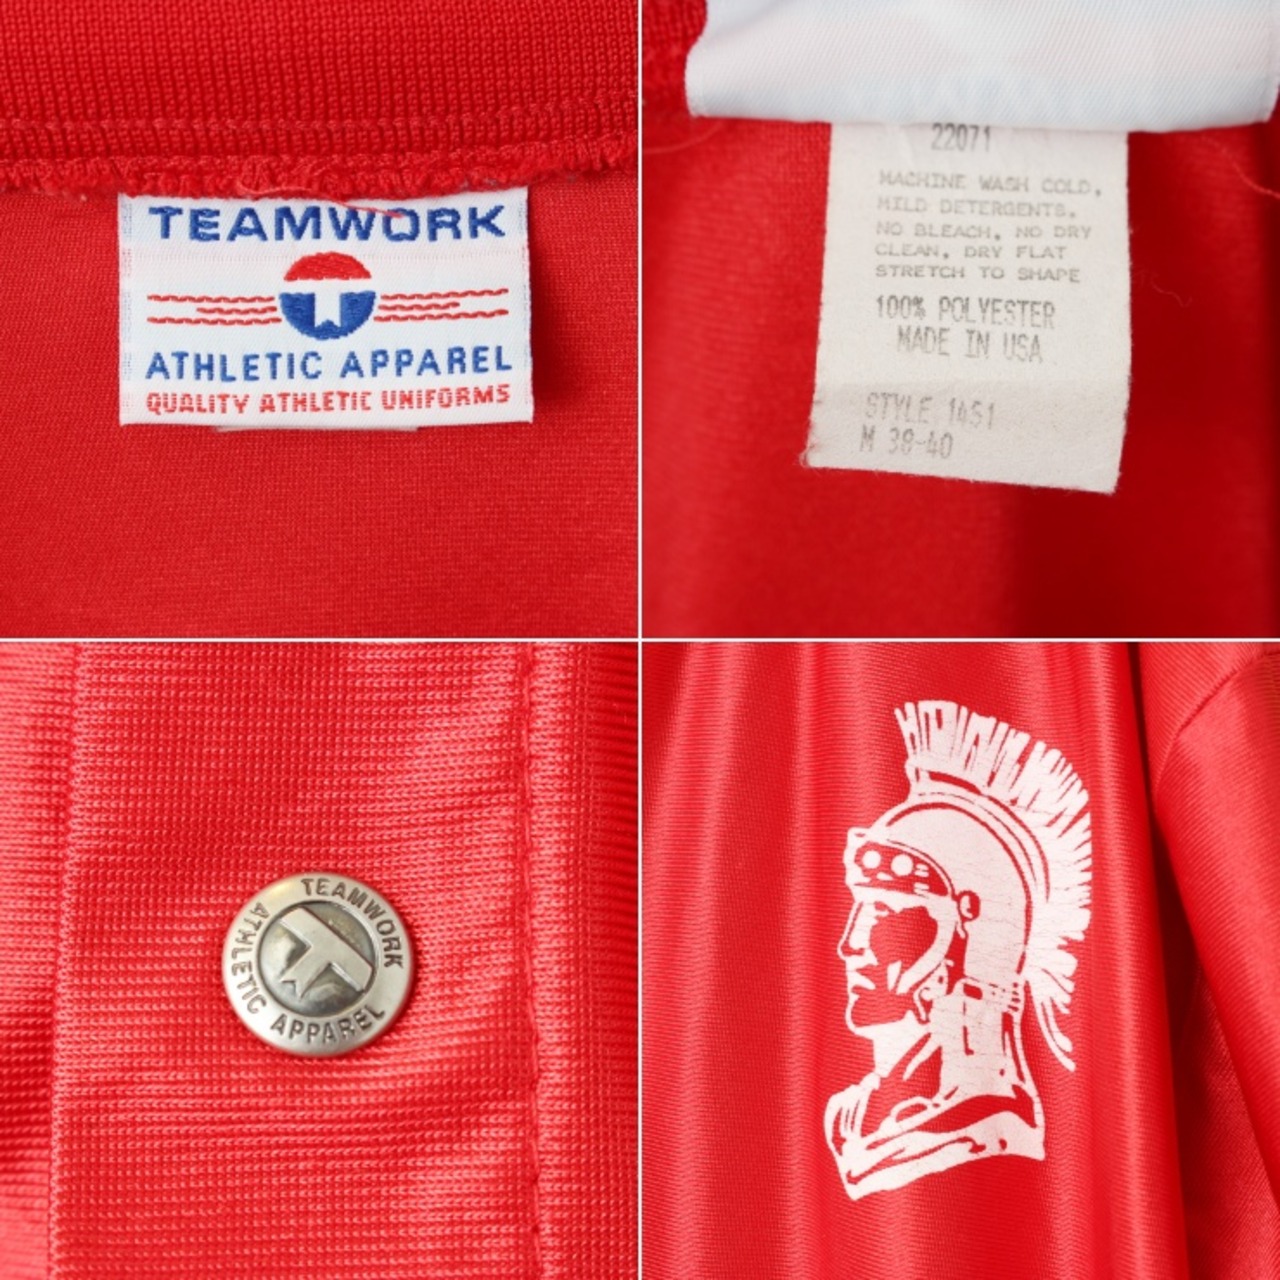 TEAMWORK
ATHLETIC APPAREL
QUALITY ATHLETIC UNIFORMS
22071
MACHINE WASH COLD,
MILD DETERGENTS.
NO BLEACH, NO DRY
CLEAN, DRY FLAT
STRETCH TO SHAPE
100% POLYESTER
MADE IN USA
STYLE 1451
M 38-40
TEAMWORK
ATHLETIC APPAREL